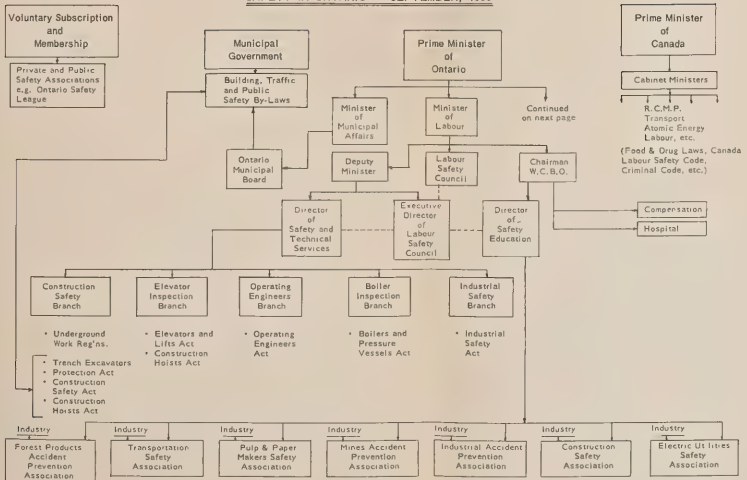 Voluntary Subscription
and
Membership
Private and Public
Safety Associations
e.g. Ontario Safety
League
Municipal
Government
Building, Traffic
and Public
Safety By-Laws
Prime Minister
of
Ontario
Prime Minister
of
Canada
Cabinet Ministers
R.C.M.P.
Transport
Atomic Energy
Labour, etc.
(Food & Drug Laws, Canada
Labour Safety Code,
Criminal Code, etc.)
Minister
of
Municipal
Affairs
Minister
of
Labour
Continued
on next page
Ontario
Municipal
Board
Deputy
Minister
Labour
Safety
Council
Chairman
W.C.B.O.
Compensation
Hospital
Director
of
Safety and
Technical
Services
Executive
Director
of Labour
Safety
Council
Director
of
Safety
Education
Construction
Safety
Branch
Elevator
Inspection
Branch
Operating
Engineers
Branch
Boiler
Inspection
Branch
Industrial
Safety
Branch
• Underground
Work Reg'ns.
• Trench Excavators
• Protection Act
• Construction
Safety Act
• Construction
Hoists Act
• Elevators and
Lifts Act
• Construction
Hoists Act
• Operating
Engineers
Act
• Boilers and
Pressure
Vessels Act
• Industrial
Safety
Act
Industry
Forest Products
Accident
Prevention
Association
Industry
Transportation
Safety
Association
Industry
Pulp & Paper
Makers Safety
Association
Industry
Mines Accident
Prevention
Association
Industry
Industrial Accident
Prevention
Association
Industry
Construction
Safety
Association
Industry
Electric Utilities
Safety
Association